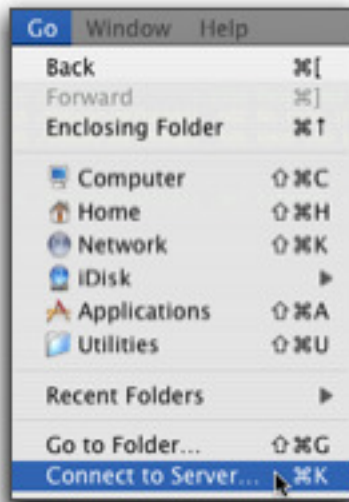 Go Window Help
Back ⌘[
Forward ⌘]
Enclosing Folder ⌘↑
Computer ⇧⌘C
Home ⇧⌘H
Network ⇧⌘K
iDisk ▶
Applications ⇧⌘A
Utilities ⇧⌘U
Recent Folders ▶
Go to Folder... ⇧⌘G
Connect to Server... ⌘K